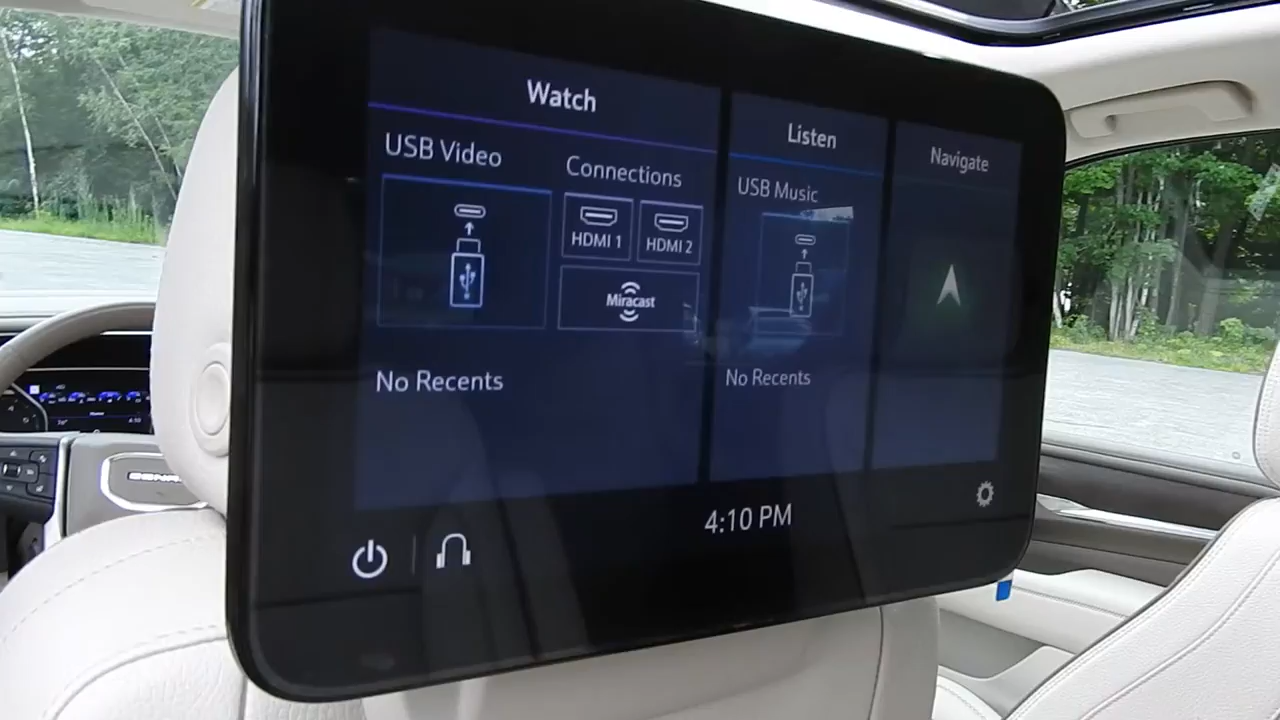 Watch
USB Video
Connections
HDMI 1
HDMI 2
Miracast
No Recents
Listen
USB Music
No Recents
Navigate
4:10 PM